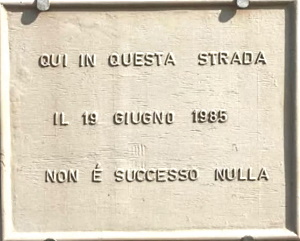 QUI IN QUESTA STRADA
IL 19 GIUGNO 1985
NON É SUCCESSO NULLA